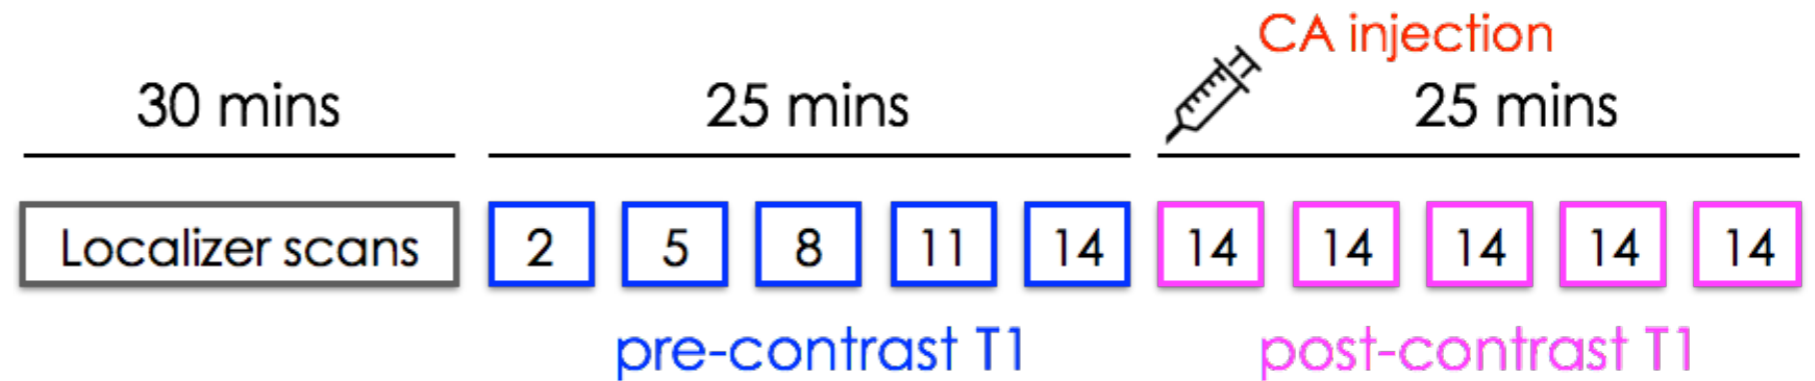 CA injection
30 mins 25 mins 25 mins
Localizer scans 2 5 8 11 14 14 14 14 14 14
pre-contrast T1 post-contrast T1